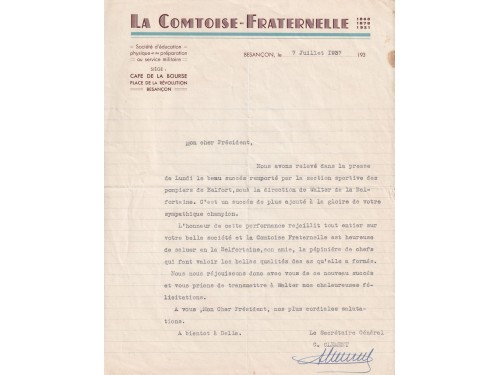 LA COMTOISE-FRATERNELLE
Société d'éducation
physique et de préparation
au service militaire
SIÈGE:
CAFE DE LA BOURSE
PLACE DE LA RÉVOLUTION
BESANÇON
BESANÇON, le 7 Juillet 1937 193
Mon cher Président,
Nous avons relevé dans la presse
de Lundi le beau succès remporté par la section sportive des
pompiers de Belfort, sous la direction de Walter de la Bel-
fortaine. C'est un succès de plus ajouté à la gloire de votre
sympathique champion.
L'honneur de cette performance rejaillit tout entier sur
votre belle société et la Comtoise Fraternelle est heureuse
de saluer en la Belfortaine, son amie, la pépinière de chefs
qui font valoir les belles qualités des as qu'elle a formés.
Nous nous réjouissons donc avec vous de ce nouveau succès
et vous prions de transmettre à Walter nos chaleureuses fé-
licitations.
A vous, Mon Cher Président, nos plus cordiales saluta-
tions.
A bientot à Dalle.
Le Secrétaire Général
G. CLEMENT